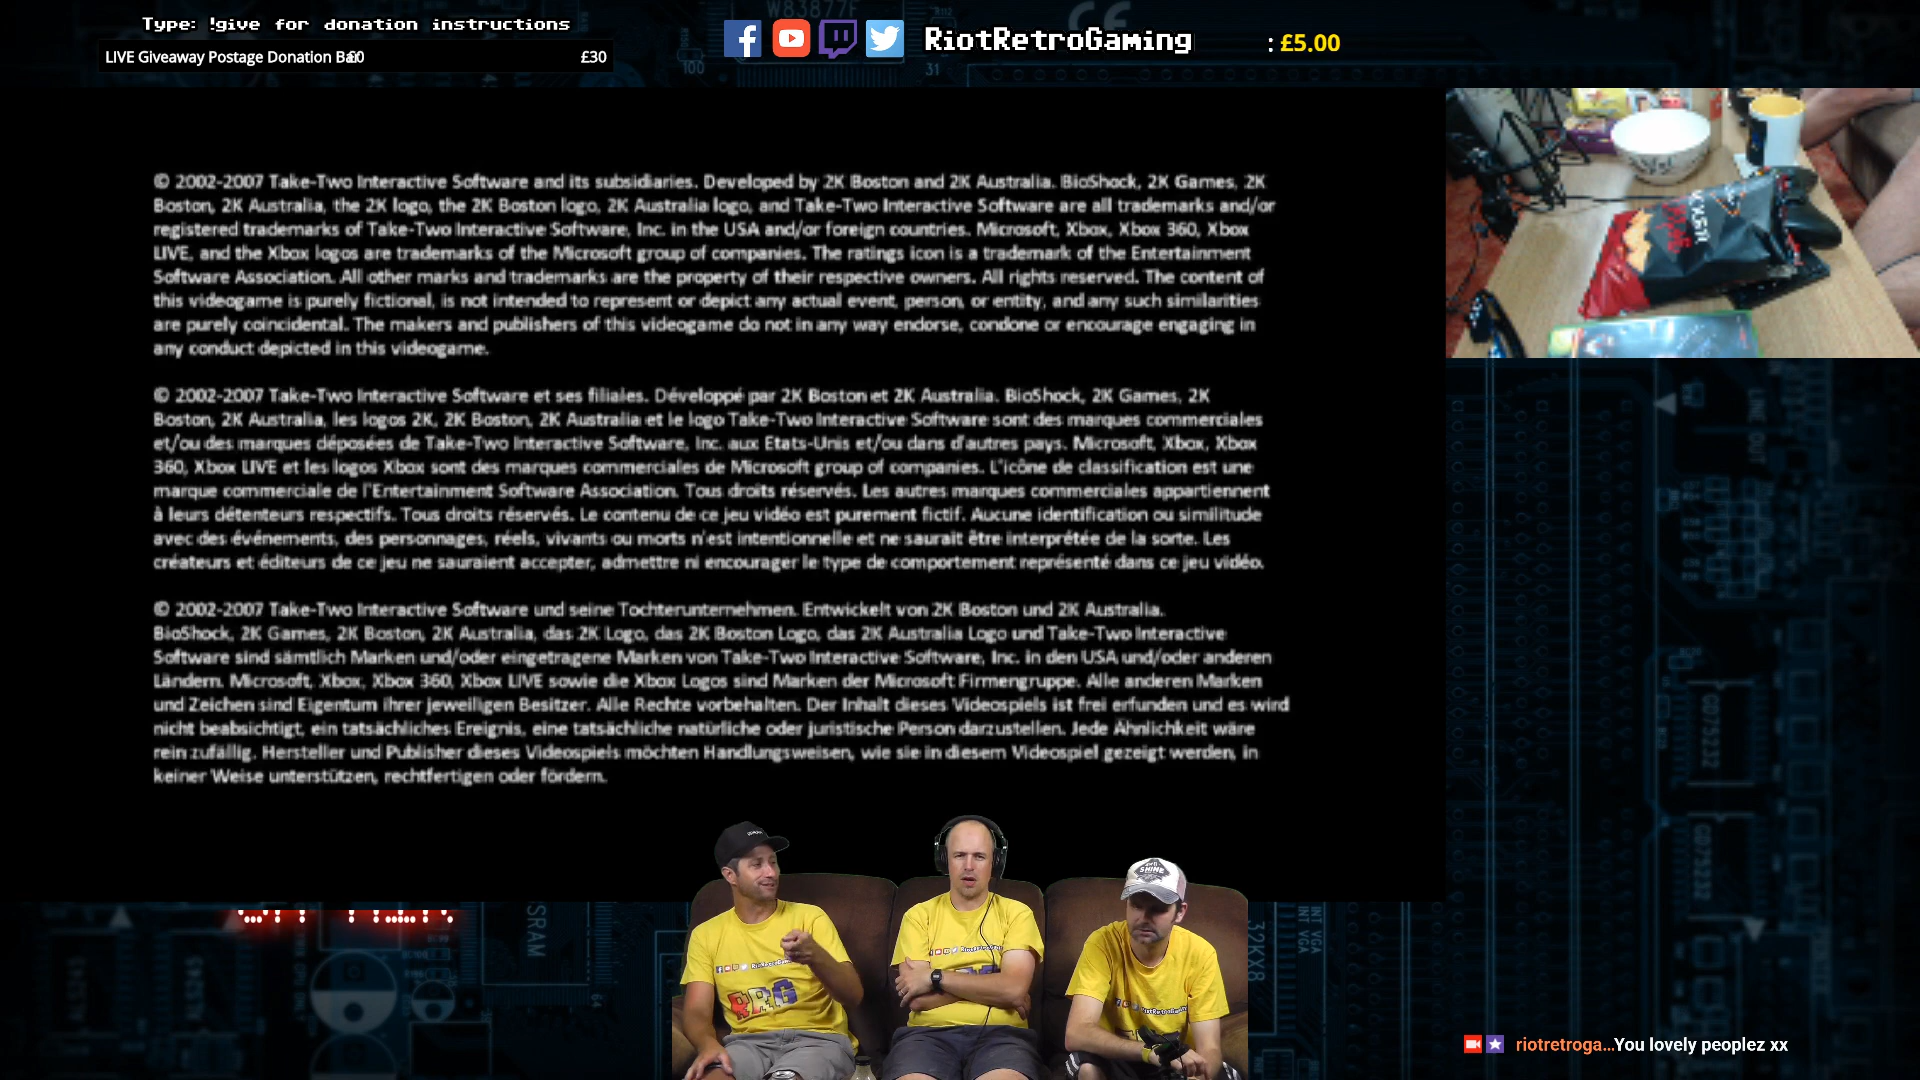 Type: !give for donation instructions
LIVE Giveaway Postage Donation Bar £0 £30
RiotRetroGaming
: £5.00
© 2002-2007 Take-Two Interactive Software and its subsidiaries. Developed by 2K Boston and 2K Australia. BioShock, 2K Games, 2K
Boston, 2K Australia, the 2K logo, the 2K Boston logo, 2K Australia logo, and Take-Two Interactive Software are all trademarks and/or
registered trademarks of Take-Two Interactive Software, Inc. in the USA and/or foreign countries. Microsoft, Xbox, Xbox 360, Xbox
LIVE, and the Xbox logos are trademarks of the Microsoft group of companies. The ratings icon is a trademark of the Entertainment
Software Association. All other marks and trademarks are the property of their respective owners. All rights reserved. The content of
this videogame is purely fictional, is not intended to represent or depict any actual event, person, or entity, and any such similarities
are purely coincidental. The makers and publishers of this videogame do not in any way endorse, condone or encourage engaging in
any conduct depicted in this videogame.
© 2002-2007 Take-Two Interactive Software et ses filiales. Développé par 2K Boston et 2K Australia. BioShock, 2K Games, 2K
Boston, 2K Australia, les logos 2K, 2K Boston, 2K Australia et le logo Take-Two Interactive Software sont des marques commerciales
et/ou des marques déposées de Take-Two Interactive Software, Inc. aux Etats-Unis et/ou dans d'autres pays. Microsoft, Xbox, Xbox
360, Xbox LIVE et les logos Xbox sont des marques commerciales de Microsoft group of companies. L'icône de classification est une
marque commerciale de l'Entertainment Software Association. Tous droits réservés. Les autres marques commerciales appartiennent
à leurs détenteurs respectifs. Tous droits réservés. Le contenu de ce jeu vidéo est purement fictif. Aucune identification ou similitude
avec des événements, des personnages, réels, vivants ou morts n'est intentionnelle et ne saurait être interprétée de la sorte. Les
créateurs et éditeurs de ce jeu ne sauraient accepter, admettre ni encourager le type de comportement représenté dans ce jeu vidéo.
© 2002-2007 Take-Two Interactive Software und seine Tochterunternehmen. Entwickelt von 2K Boston und 2K Australia.
BioShock, 2K Games, 2K Boston, 2K Australia, das 2K Logo, das 2K Boston Logo, das 2K Australia Logo und Take-Two Interactive
Software sind sämtlich Marken und/oder eingetragene Marken von Take-Two Interactive Software, Inc. in den USA und/oder anderen
Ländern. Microsoft, Xbox, Xbox 360, Xbox LIVE sowie die Xbox Logos sind Marken der Microsoft Firmengruppe. Alle anderen Marken
und Zeichen sind Eigentum ihrer jeweiligen Besitzer. Alle Rechte vorbehalten. Der Inhalt dieses Videospiels ist frei erfunden und es wird
nicht beabsichtigt, ein tatsächliches Ereignis, eine tatsächliche natürliche oder juristische Person darzustellen. Jede Ähnlichkeit wäre
rein zufällig. Hersteller und Publisher dieses Videospiels möchten Handlungsweisen, wie sie in diesem Videospiel gezeigt werden, in
keiner Weise unterstützen, rechtfertigen oder fördern.
SRAM
32KX8
INT VGA
INT VGA
LINE OUT
W83877F
100
31
64
SHINE
RRG
riotretroga...You lovely peoplez xx